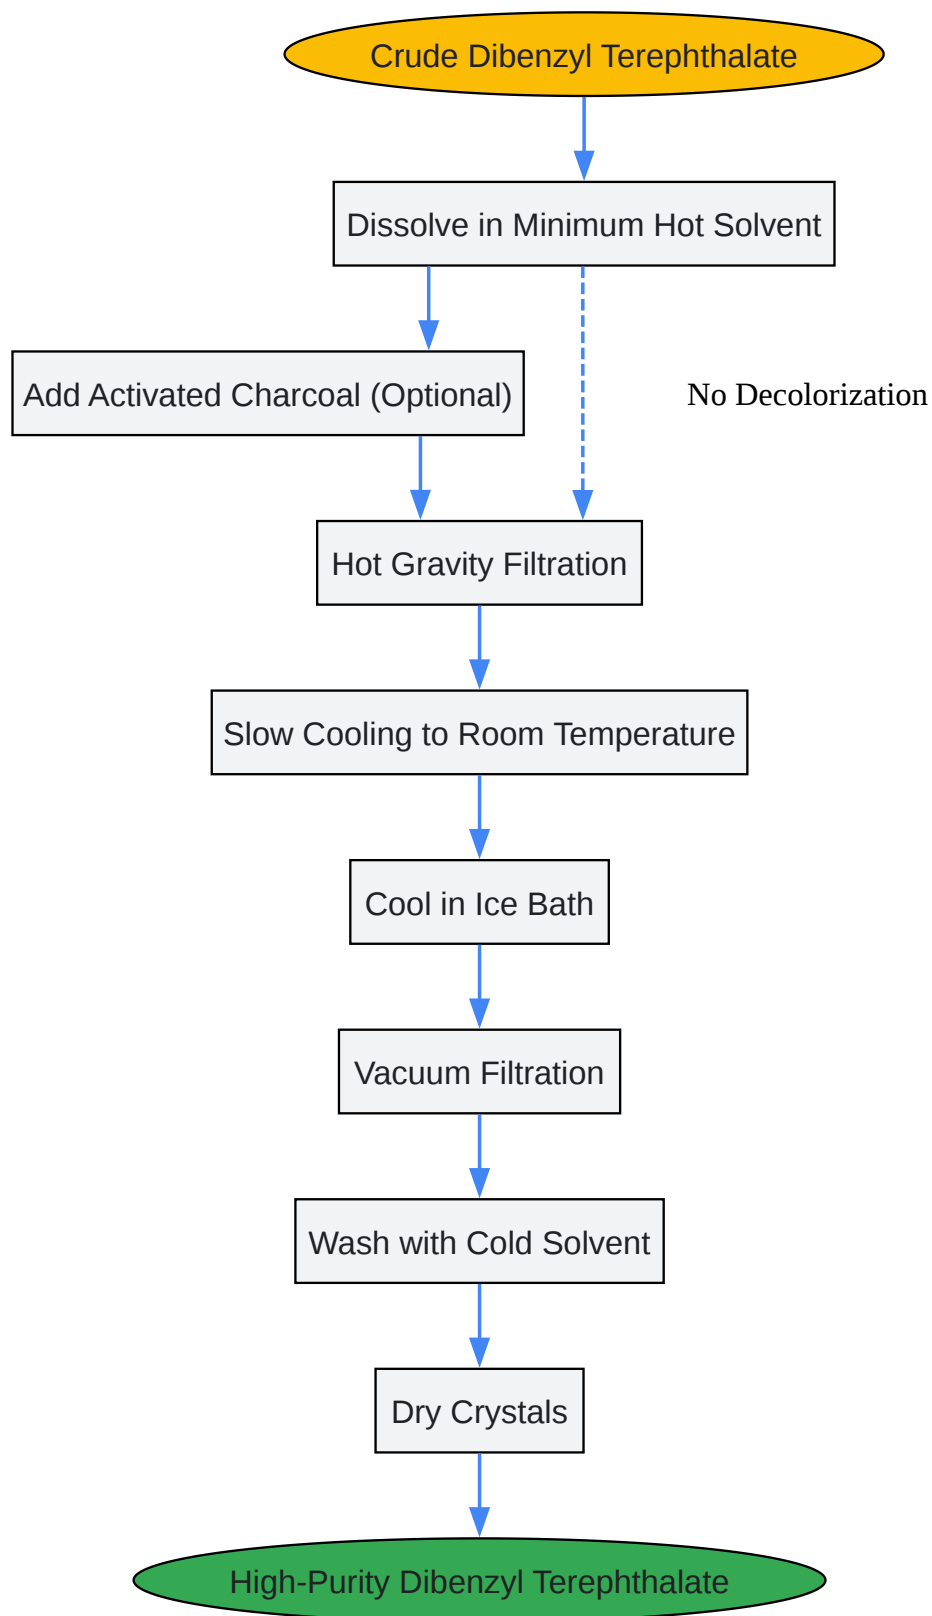 Crude Dibenzyl Terephthalate
Dissolve in Minimum Hot Solvent
Add Activated Charcoal (Optional)
No Decolorization
Hot Gravity Filtration
Slow Cooling to Room Temperature
Cool in Ice Bath
Vacuum Filtration
Wash with Cold Solvent
Dry Crystals
High-Purity Dibenzyl Terephthalate